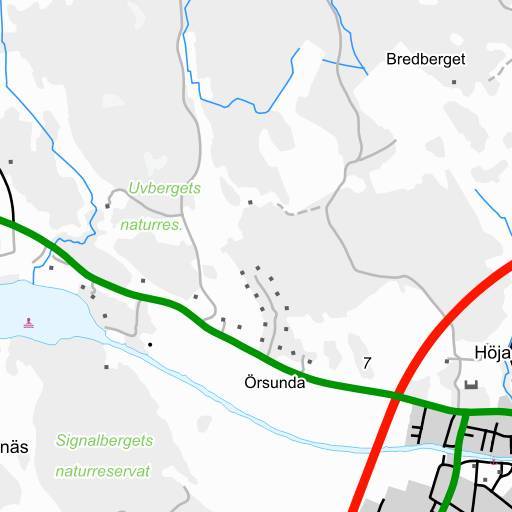 Bredberget
Uvbergets
naturres.
7
Höja
Örsunda
näs
Signalbergets
naturreservat